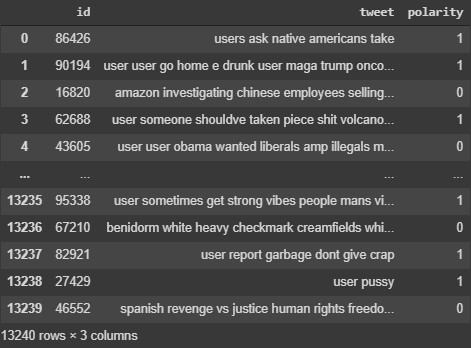 id tweet polarity
0 86426 users ask native americans take 1
1 90194 user user go home e drunk user maga trump onco... 1
2 16820 amazon investigating chinese employees selling... 0
3 62688 user someone shouldve taken piece shit volcano... 1
4 43605 user user obama wanted liberals amp illegals m... 0
... ... ... ...
13235 95338 user sometimes get strong vibes people mans vi... 1
13236 67210 benidorm white heavy checkmark creamfields whi... 0
13237 82921 user report garbage dont give crap 1
13238 27429 user pussy 1
13239 46552 spanish revenge vs justice human rights freedo... 0
13240 rows × 3 columns